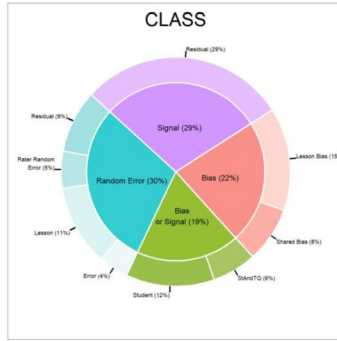 CLASS
Residual (29%)
Residual (9%)
Signal (29%)
Lesson Bias (15
Rater Random
Error (5%)
Random Error (30%)
Bias (22%)
Bias
or Signal (19%)
Lesson (11%)
Shared Bias (8%)
Error (4%)
StAndTQ (6%)
Student (12%)